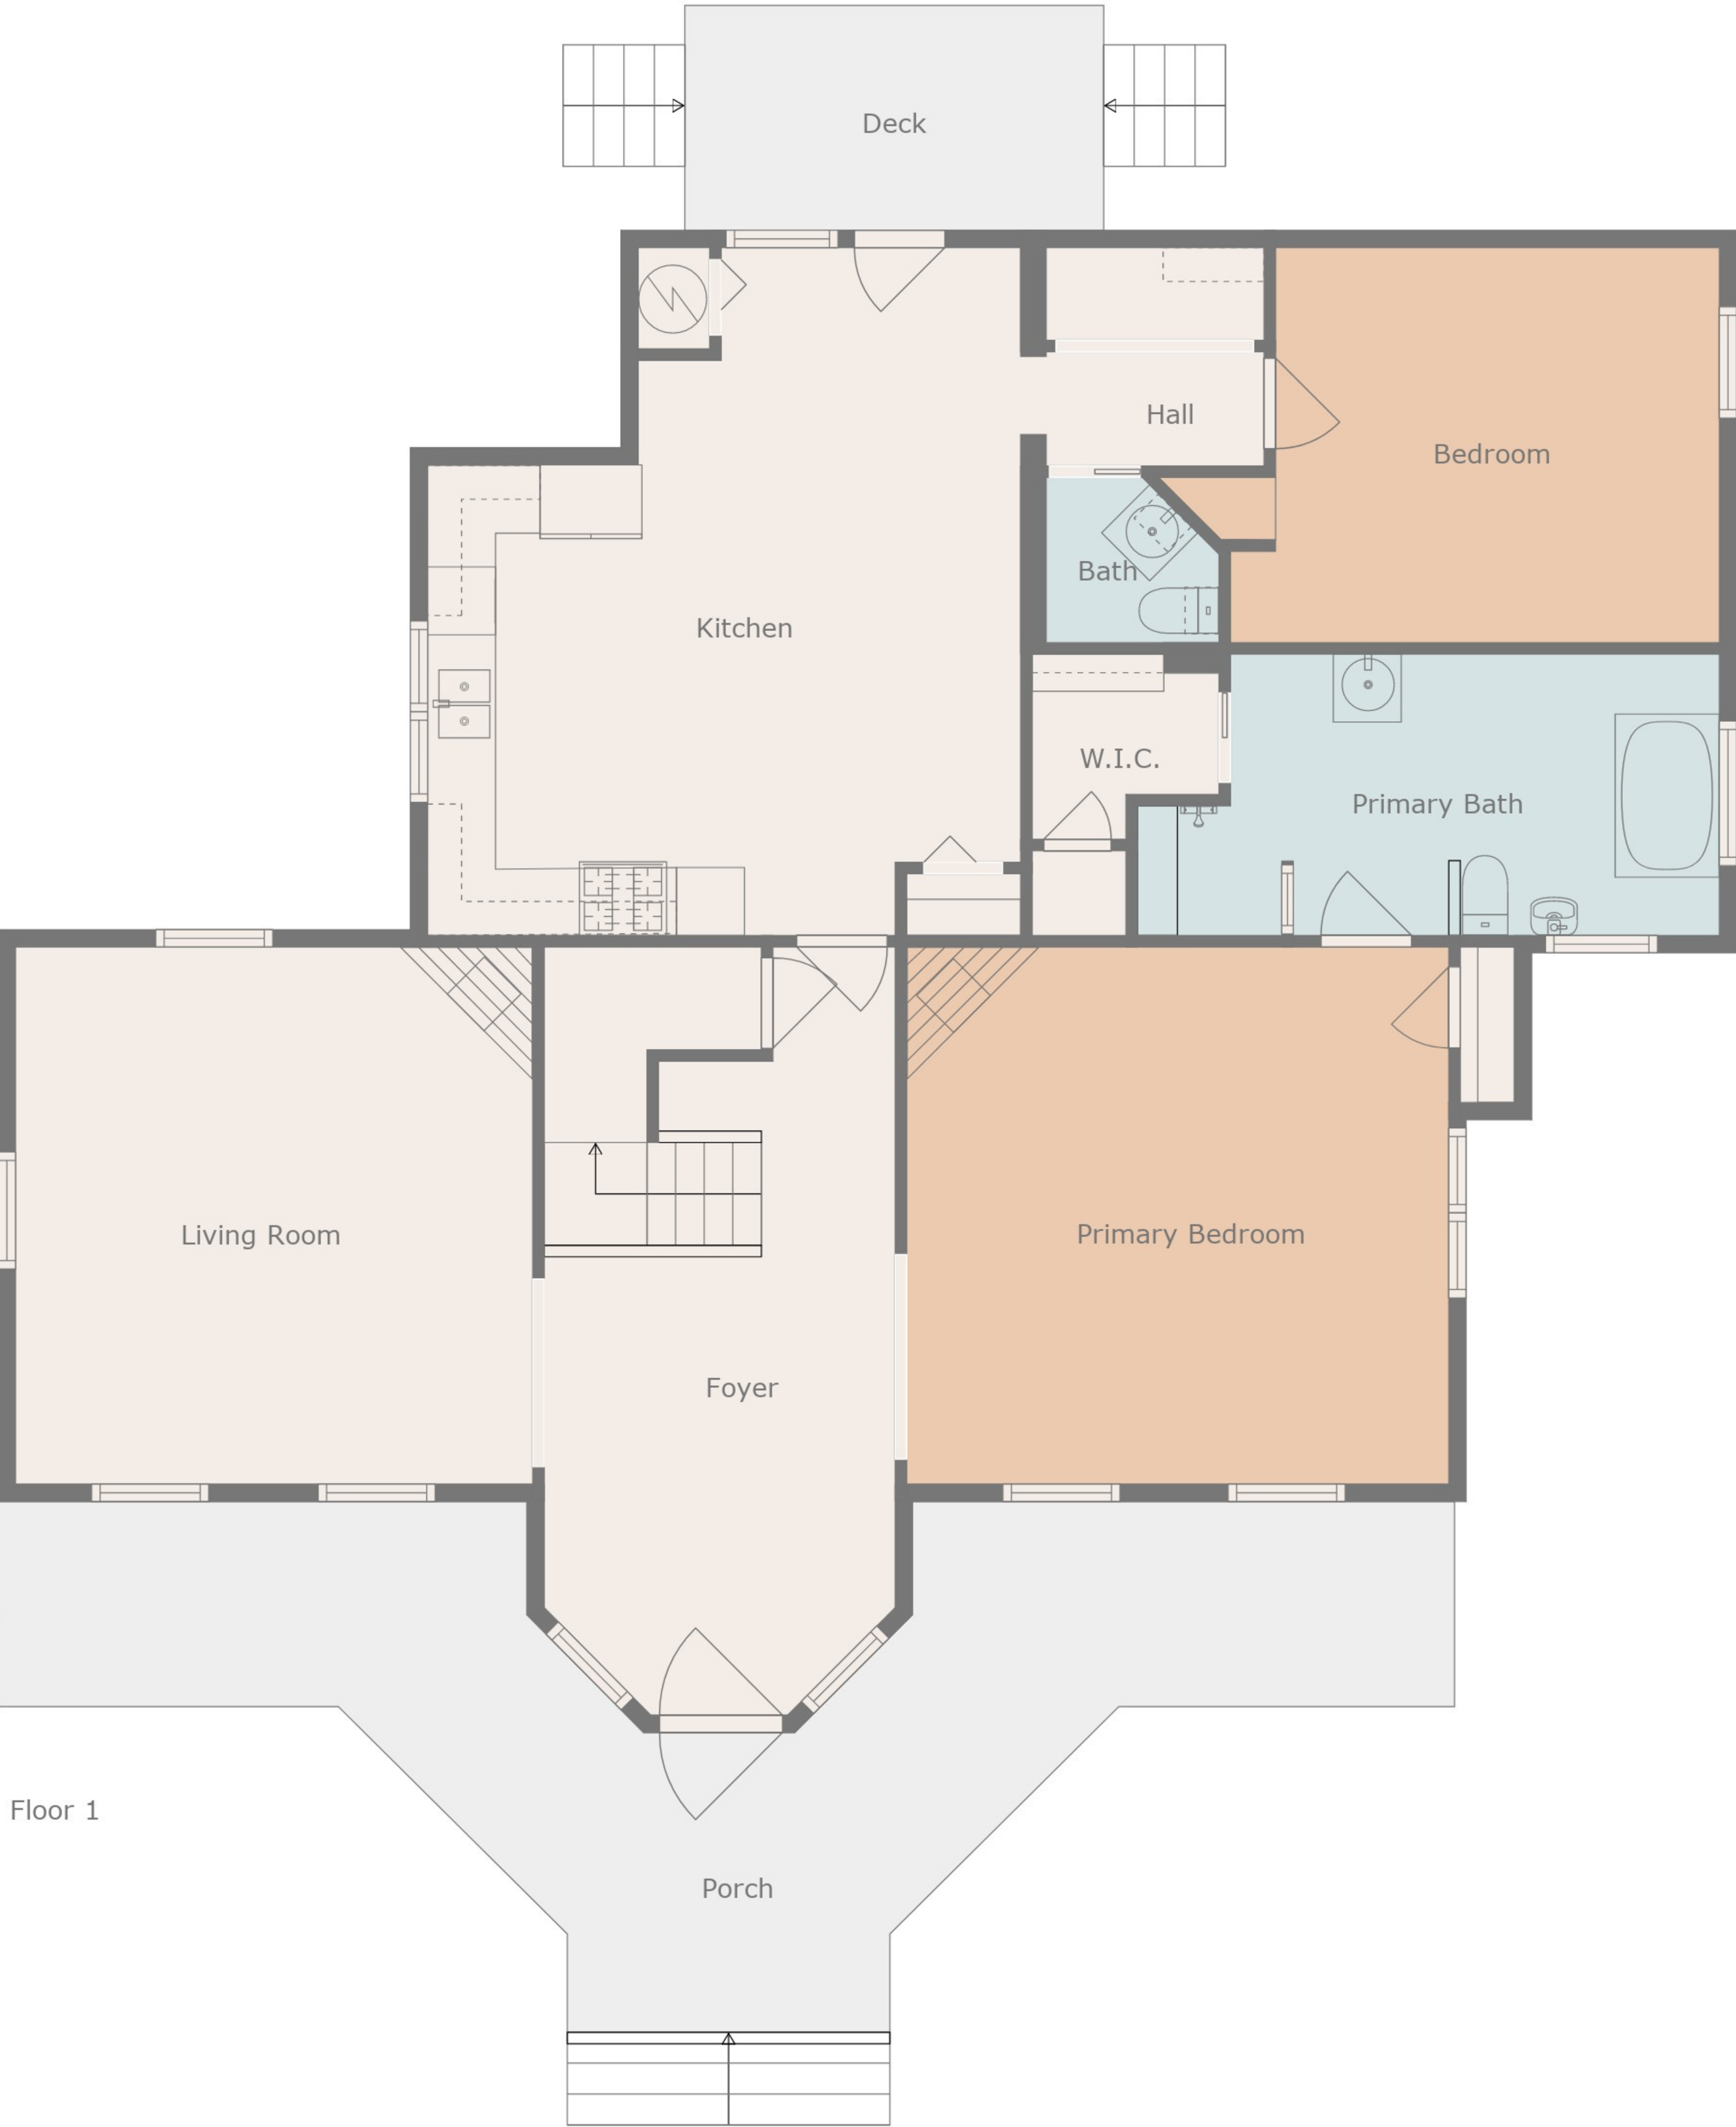 Deck
Hall
Bedroom
Bath
Kitchen
W.I.C.
Primary Bath
Living Room
Primary Bedroom
Foyer
Floor 1
Porch